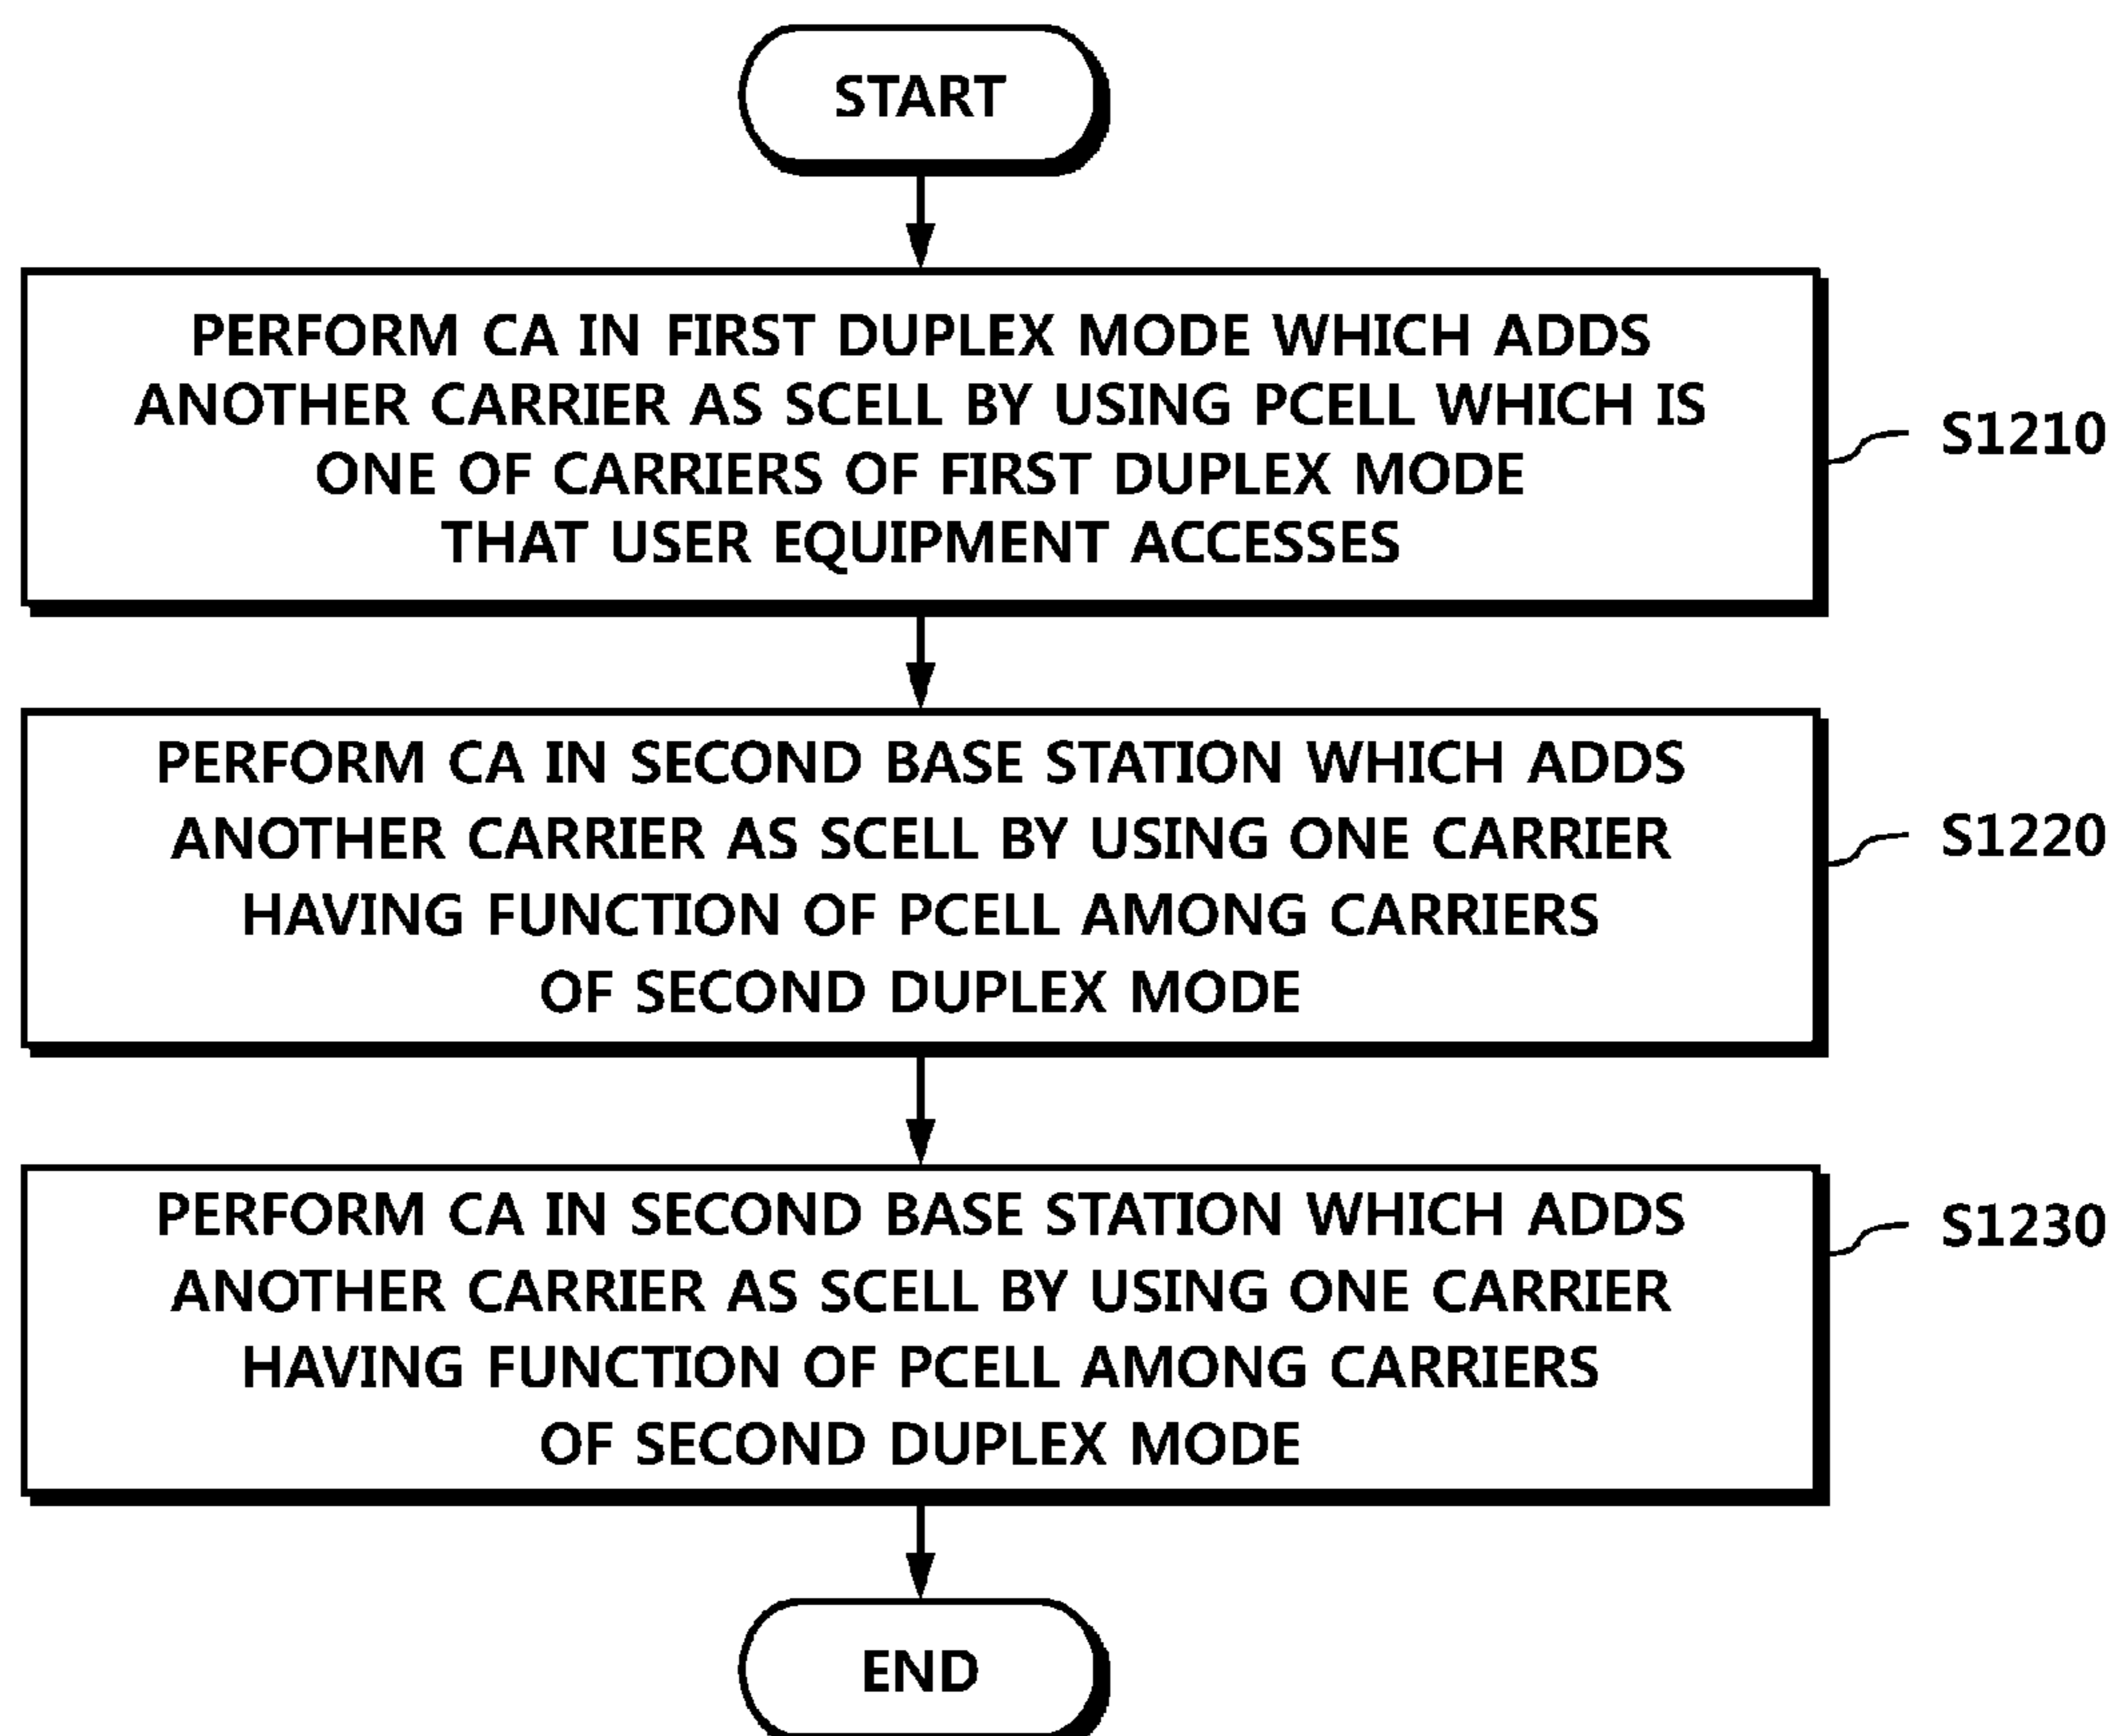 START
PERFORM CA IN FIRST DUPLEX MODE WHICH ADDS
ANOTHER CARRIER AS SCELL BY USING PCELL WHICH IS
ONE OF CARRIERS OF FIRST DUPLEX MODE
THAT USER EQUIPMENT ACCESSES
S1210
PERFORM CA IN SECOND BASE STATION WHICH ADDS
ANOTHER CARRIER AS SCELL BY USING ONE CARRIER
HAVING FUNCTION OF PCELL AMONG CARRIERS
OF SECOND DUPLEX MODE
S1220
PERFORM CA IN SECOND BASE STATION WHICH ADDS
ANOTHER CARRIER AS SCELL BY USING ONE CARRIER
HAVING FUNCTION OF PCELL AMONG CARRIERS
OF SECOND DUPLEX MODE
S1230
END